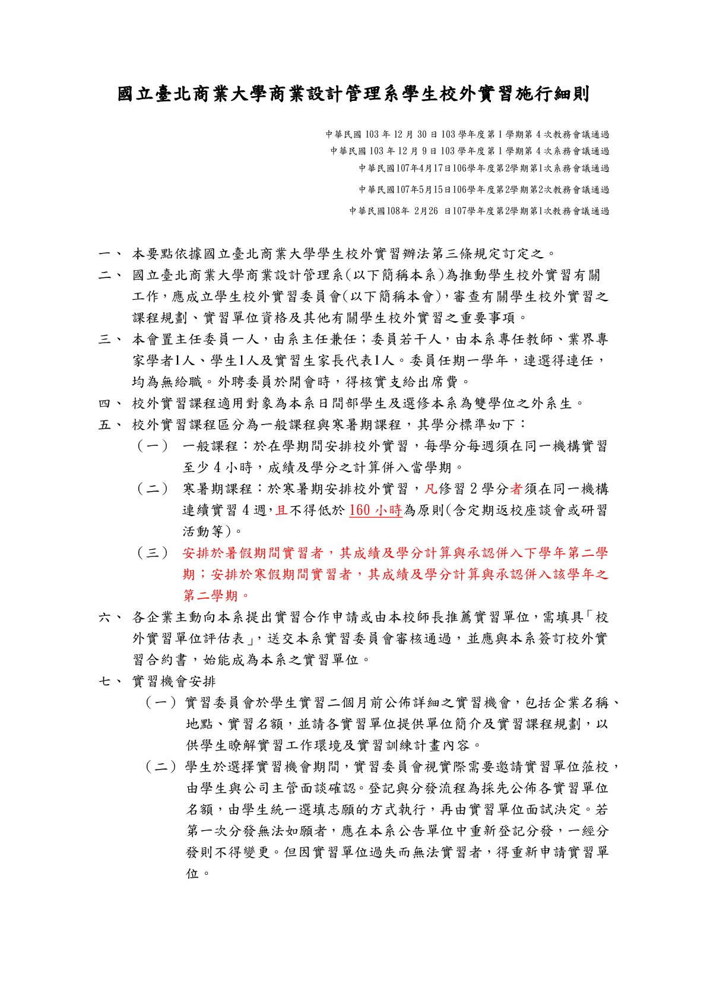 國立臺北商業大學商業設計管理系學生校外實習施行細則
中華民國 103 年 12 月 30 日 103 學年度第 1 學期第 4 次教務會議通過
中華民國 103 年 12 月 9 日 103 學年度第 1 學期第 4 次系務會議通過
中華民國107年4月17日106學年度第2學期第1次系務會議通過
中華民國107年5月15日106學年度第2學期第2次教務會議通過
中華民國108年 2月26 日107學年度第2學期第1次教務會議通過
一、 本要點依據國立臺北商業大學學生校外實習辦法第三條規定訂定之。
二、 國立臺北商業大學商業設計管理系(以下簡稱本系)為推動學生校外實習有關
工作，應成立學生校外實習委員會(以下簡稱本會)，審查有關學生校外實習之
課程規劃、實習單位資格及其他有關學生校外實習之重要事項。
三、 本會置主任委員一人，由系主任兼任；委員若干人，由本系專任教師、業界專
家學者1人、學生1人及實習生家長代表1人。委員任期一學年，連選得連任，
均為無給職。外聘委員於開會時，得核實支給出席費。
四、 校外實習課程適用對象為本系日間部學生及選修本系為雙學位之外系生。
五、 校外實習課程區分為一般課程與寒暑期課程，其學分標準如下：
（一） 一般課程：於在學期間安排校外實習，每學分每週須在同一機構實習
至少 4 小時，成績及學分之計算併入當學期。
（二） 寒暑期課程：於寒暑期安排校外實習，凡修習 2 學分者須在同一機構
連續實習 4 週，且不得低於 160 小時為原則(含定期返校座談會或研習
活動等)。
（三） 安排於暑假期間實習者，其成績及學分計算與承認併入下學年第二學
期；安排於寒假期間實習者，其成績及學分計算與承認併入該學年之
第二學期。
六、 各企業主動向本系提出實習合作申請或由本校師長推薦實習單位，需填具「校
外實習單位評估表」，送交本系實習委員會審核通過，並應與本系簽訂校外實
習合約書，始能成為本系之實習單位。
七、 實習機會安排
（一）實習委員會於學生實習二個月前公佈詳細之實習機會，包括企業名稱、
地點、實習名額，並請各實習單位提供單位簡介及實習課程規劃，以
供學生瞭解實習工作環境及實習訓練計畫內容。
（二）學生於選擇實習機會期間，實習委員會視實際需要邀請實習單位蒞校，
由學生與公司主管面談確認。登記與分發流程為採先公佈各實習單位
名額，由學生統一選填志願的方式執行，再由實習單位面試決定。若
第一次分發無法如願者，應在本系公告單位中重新登記分發，一經分
發則不得變更。但因實習單位過失而無法實習者，得重新申請實習單
位。